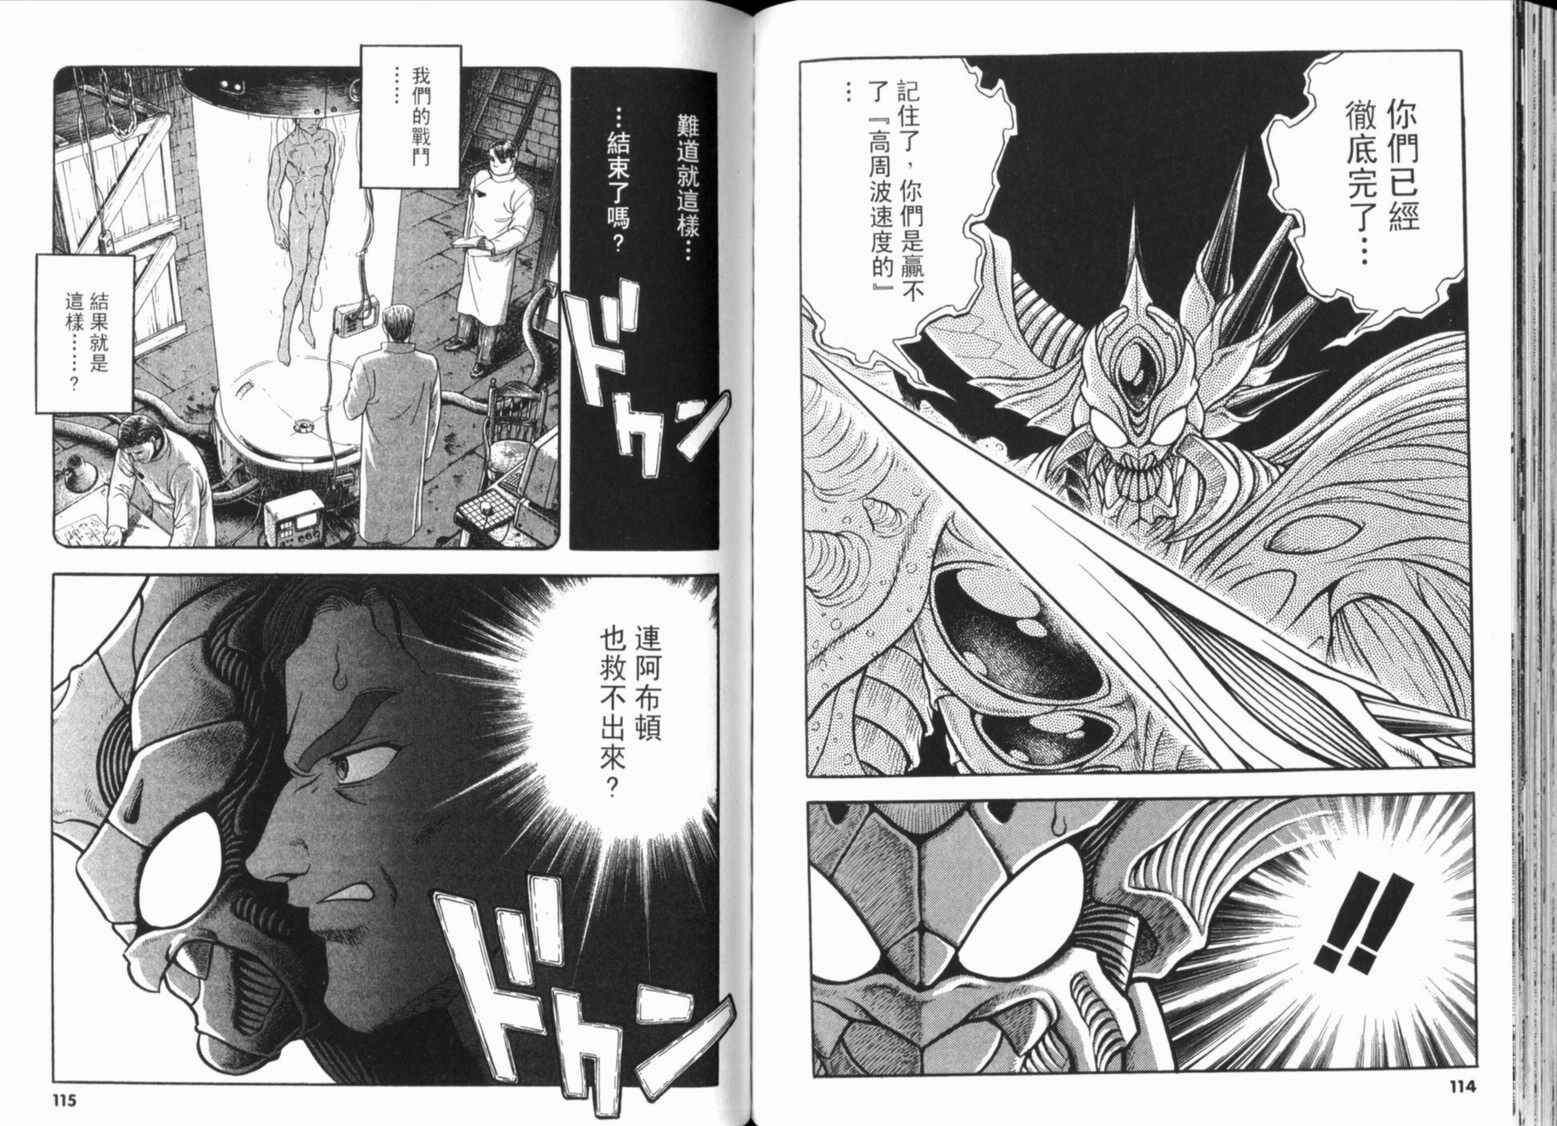 你們已經
徹底完了…
記住了，你們是贏不
了『高周波速度的』
…
!!
114
難道就這樣…
…結束了嗎？
ドクン
我們的戰鬥
……
結果就是
這樣……？
連阿布頓
也救不出來？
ドクン
115